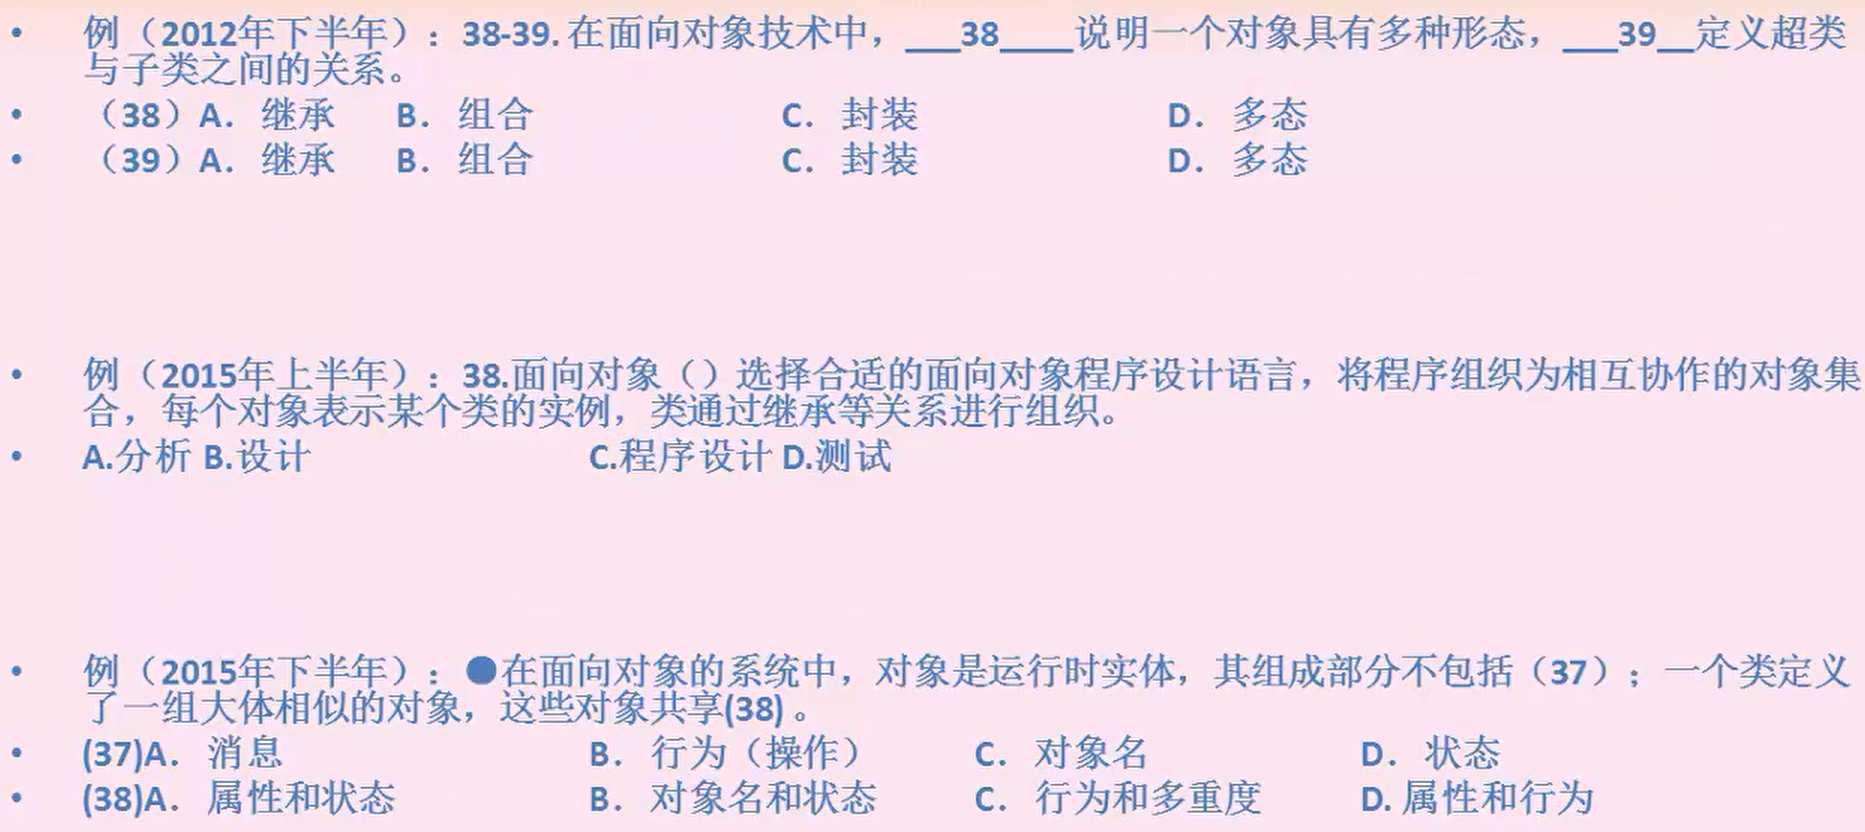 • 例（2012年下半年）：38-39. 在面向对象技术中，___38____说明一个对象具有多种形态，___39__定义超类
与子类之间的关系。
• （38）A． 继承 B． 组合 C． 封装 D． 多态
• （39）A． 继承 B． 组合 C． 封装 D． 多态
• 例（2015年上半年）：38.面向对象（）选择合适的面向对象程序设计语言，将程序组织为相互协作的对象集
合，每个对象表示某个类的实例，类通过继承等关系进行组织。
• A.分析 B.设计 C.程序设计 D.测试
• 例（2015年下半年）：●在面向对象的系统中，对象是运行时实体，其组成部分不包括（37）；一个类定义
了一组大体相似的对象，这些对象共享(38) 。
• (37)A． 消息 B． 行为（操作） C． 对象名 D． 状态
• (38)A． 属性和状态 B． 对象名和状态 C． 行为和多重度 D. 属性和行为